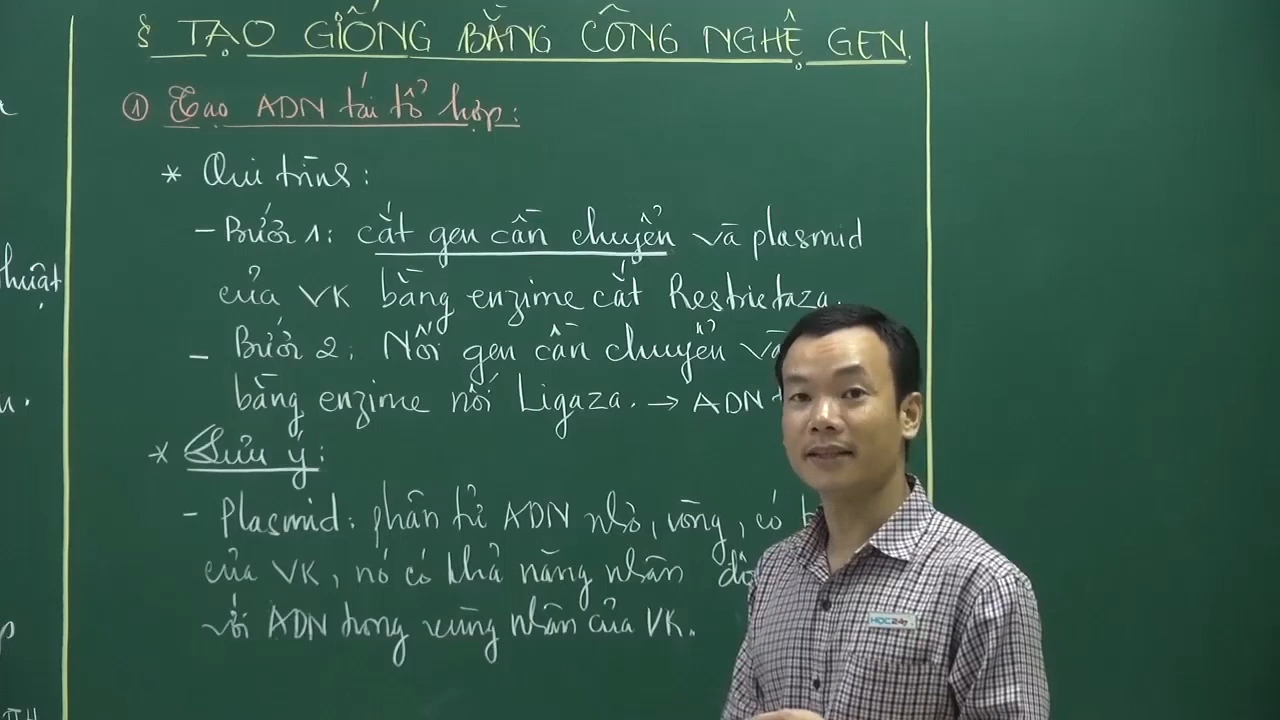 § TẠO GIỐNG BẰNG CÔNG NGHỆ GEN.
① Tạo ADN tái tổ hợp:
* Qui trình:
- Bước 1: cắt gen cần chuyển và plasmid
của VK bằng enzime cắt Restrictaza.
- Bước 2: Nối gen cần chuyển và
bằng enzime nối Ligaza. → ADN
* Lưu ý:
- Plasmid: phân tử ADN nhỏ, vòng, có
của VK, nó có khả năng nhân
với ADN trong vùng nhân của VK.
thuật
HOC247